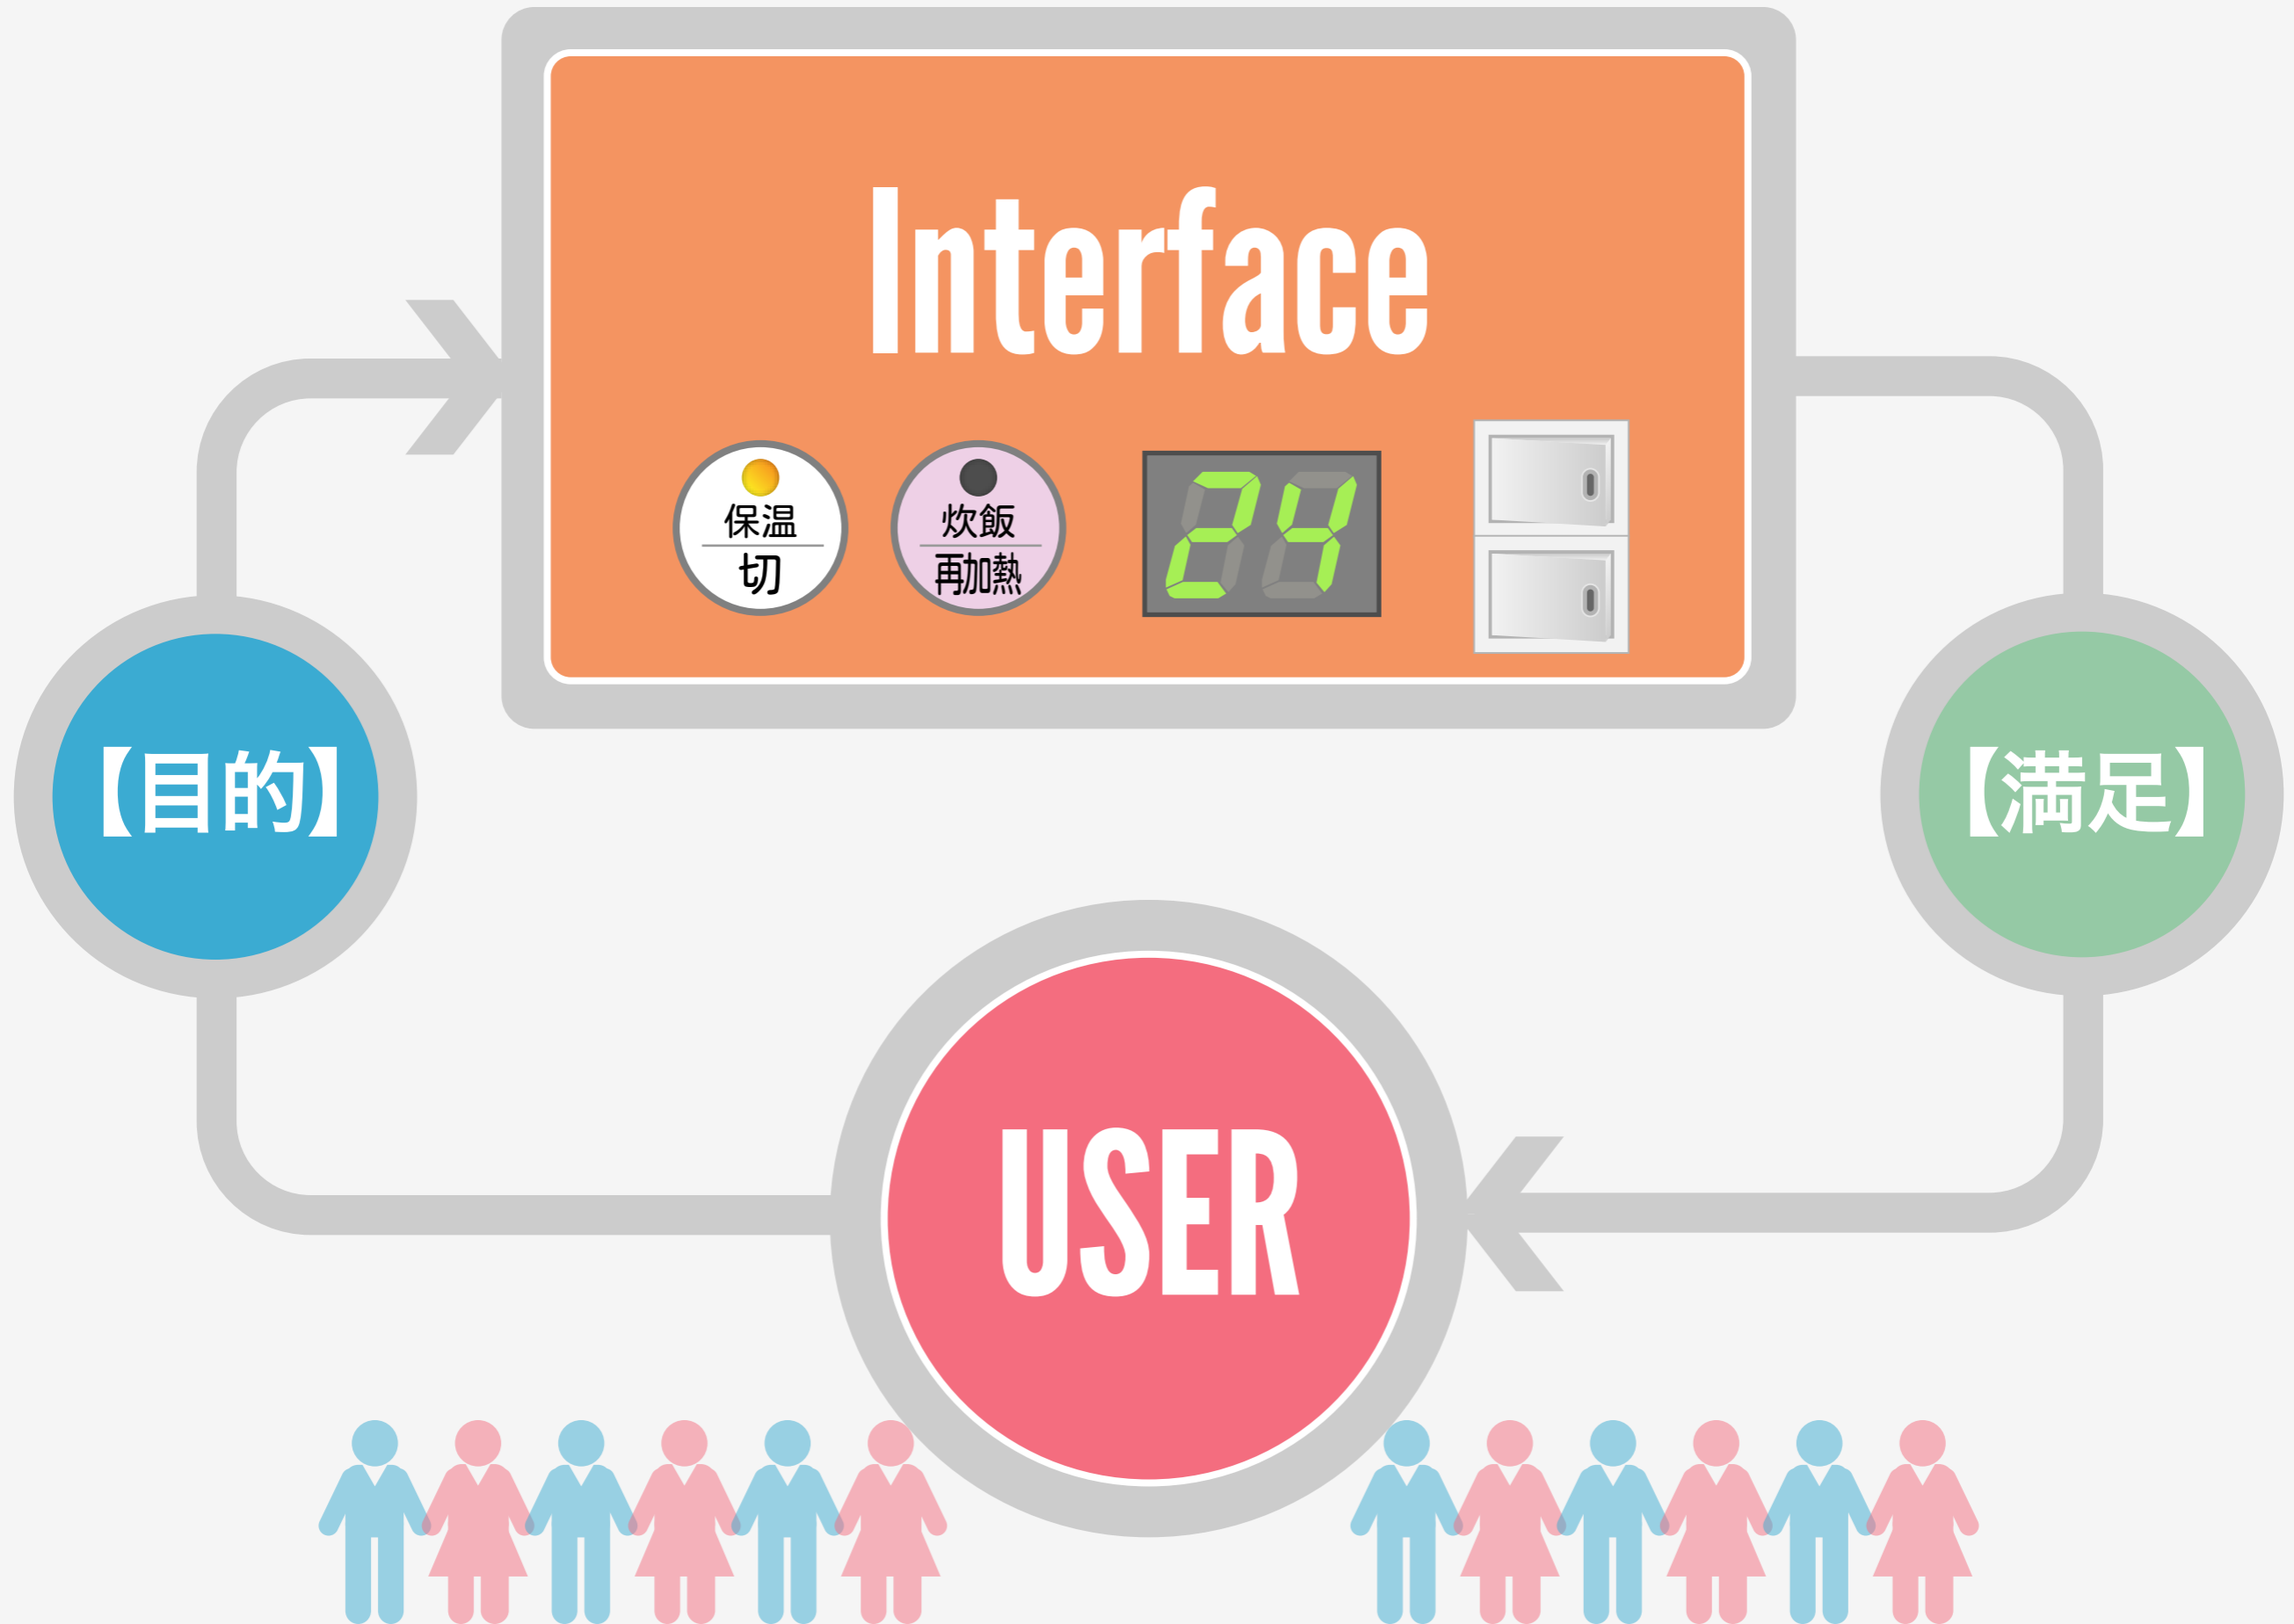 Interface
保温
切
炊飯
再加熱
24
【目的】
【満足】
USER